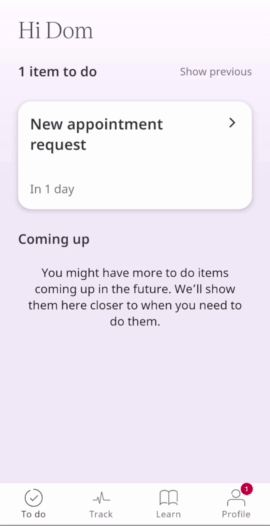 Hi Dom
1 item to do
Show previous
New appointment
request
In 1 day
Coming up
You might have more to do items
coming up in the future. We’ll show
them here closer to when you need to
do them.
1
To do
Track
Learn
Profile